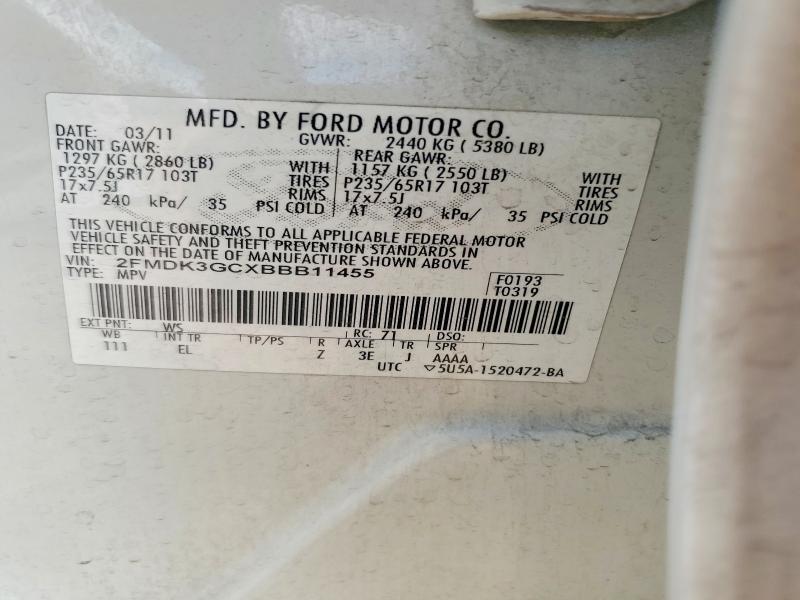 MFD. BY FORD MOTOR CO.
DATE: 03/11 GVWR: 2440 KG ( 5380 LB)
FRONT GAWR: REAR GAWR:
1297 KG ( 2860 LB) WITH 1157 KG ( 2550 LB) WITH
P235/65R17 103T TIRES P235/65R17 103T TIRES
17x7.5J RIMS 17x7.5J RIMS
AT 240 kPa/ 35 PSI COLD AT 240 kPa/ 35 PSI COLD
THIS VEHICLE CONFORMS TO ALL APPLICABLE FEDERAL MOTOR
VEHICLE SAFETY AND THEFT PREVENTION STANDARDS IN
EFFECT ON THE DATE OF MANUFACTURE SHOWN ABOVE.
VIN: 2FMDK3GCXBBB11455 F0193
TYPE: MPV T0319
EXT PNT: WS RC: 71 DSO:
WB INT TR TP/PS R AXLE TR SPR
111 EL Z 3E J AAAA
UTC ▽5U5A-1520472-BA